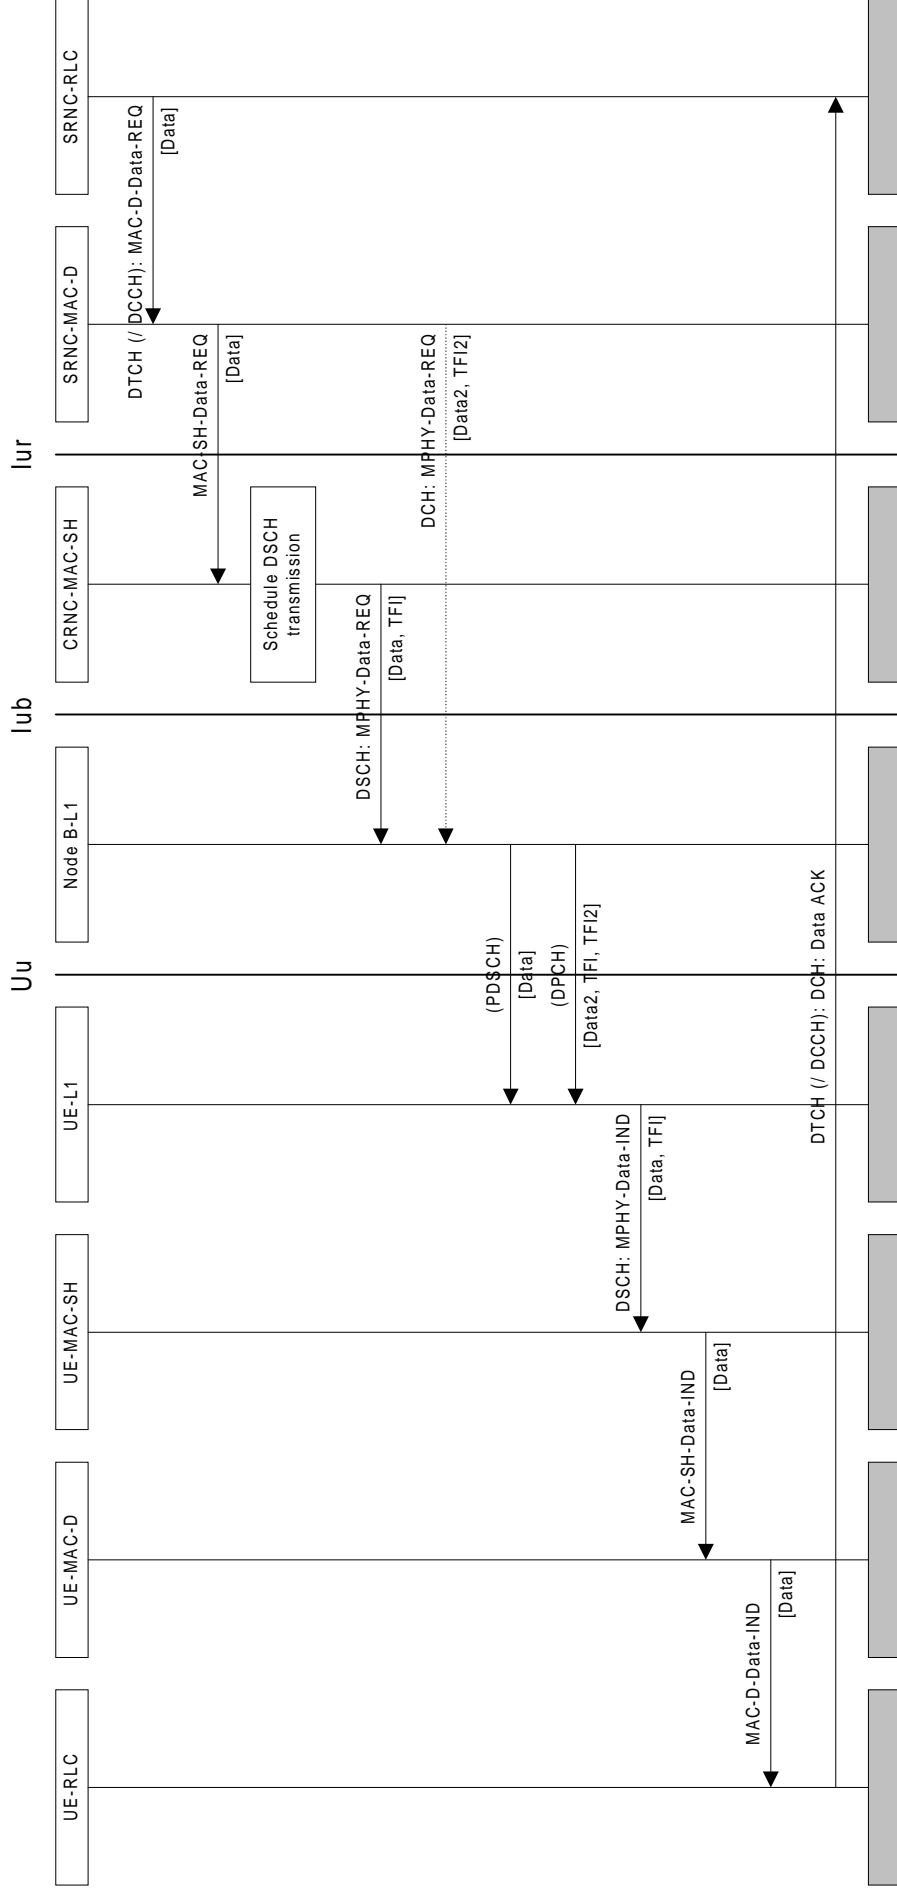 Uu
Iub
Iur
UE-RLC
UE-MAC-D
UE-MAC-SH
UE-L1
Node B-L1
CRNC-MAC-SH
SRNC-MAC-D
SRNC-RLC
DTCH (/ DCCH): MAC-D-Data-REQ
[Data]
MAC-SH-Data-REQ
[Data]
Schedule DSCH
transmission
DSCH: MPHY-Data-REQ
[Data, TFI]
DCH: MPHY-Data-REQ
[Data2, TFI2]
(PDSCH)
[Data]
(DPCH)
[Data2, TFI, TFI2]
DSCH: MPHY-Data-IND
[Data, TFI]
MAC-SH-Data-IND
[Data]
MAC-D-Data-IND
[Data]
DTCH (/ DCCH): DCH: Data ACK